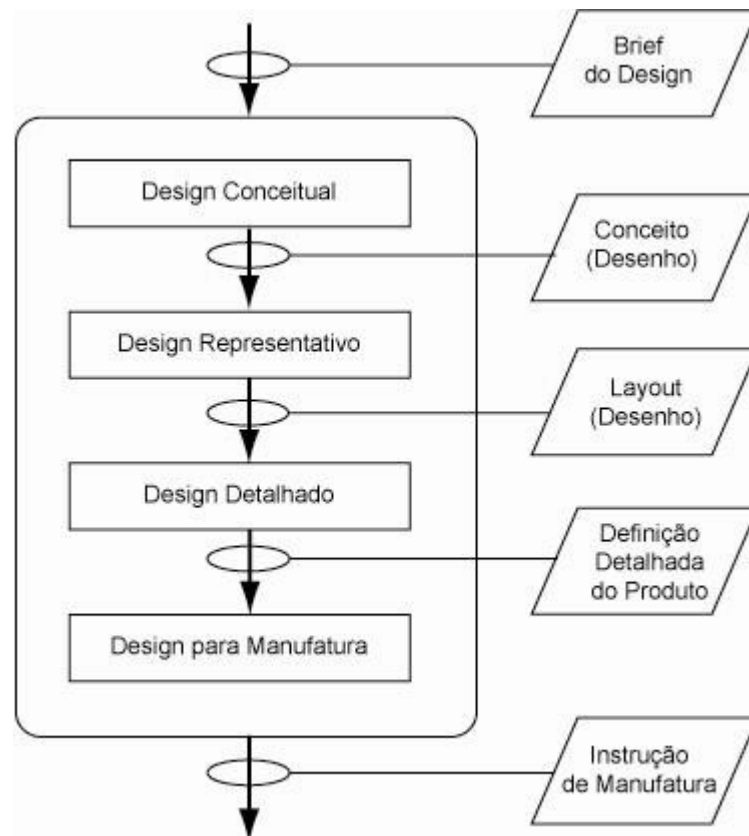 Brief
do Design
Design Conceitual
Conceito
(Desenho)
Design Representativo
Layout
(Desenho)
Design Detalhado
Definição
Detalhada
do Produto
Design para Manufatura
Instrução
de Manufatura